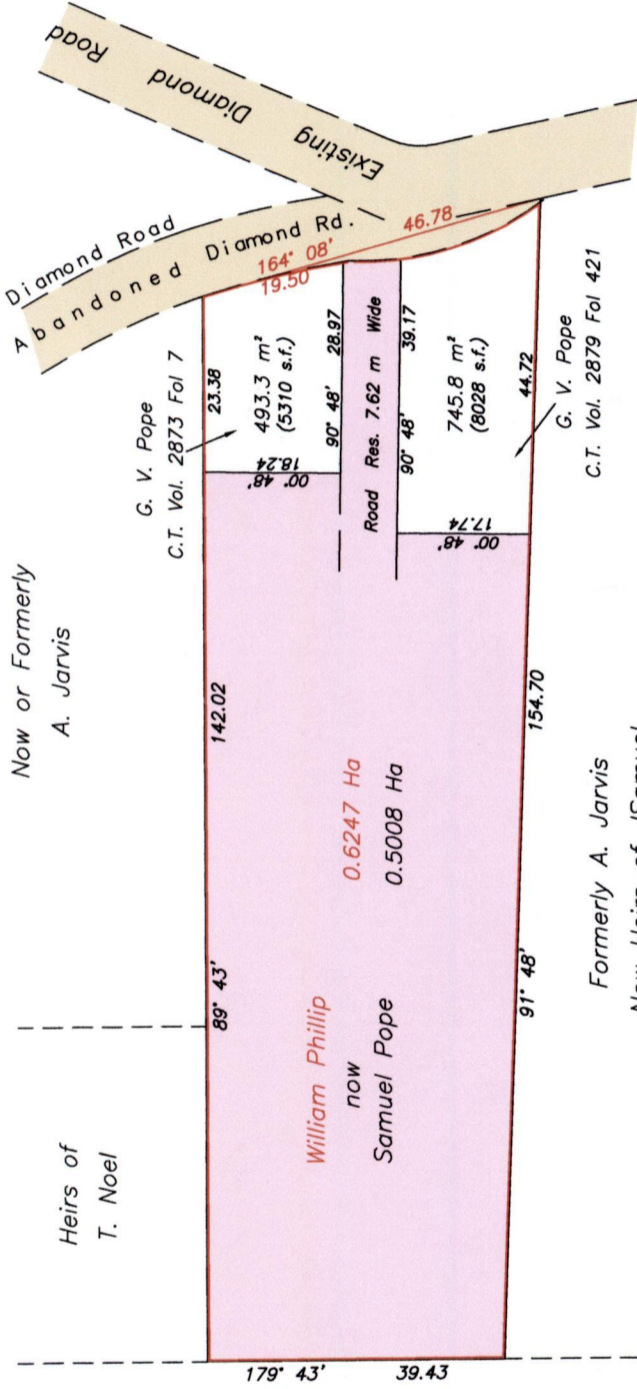 Existing Diamond Road
Diamond Road
Abandoned Diamond Rd.
164° 08'
19.50
46.78
G. V. Pope
C.T. Vol. 2873 Fol 7
23.38
493.3 m²
(5310 s.f.)
90° 48'
28.97
00° 48'
18.24
Road Res. 7.62 m Wide
90° 48'
39.17
745.8 m²
(8028 s.f.)
00° 48'
17.74
44.72
G. V. Pope
C.T. Vol. 2879 Fol 421
Now or Formerly
A. Jarvis
142.02
89° 43'
Heirs of
T. Noel
William Phillip
now
Samuel Pope
0.6247 Ha
0.5008 Ha
154.70
91° 48'
Formerly A. Jarvis
179° 43'
39.43